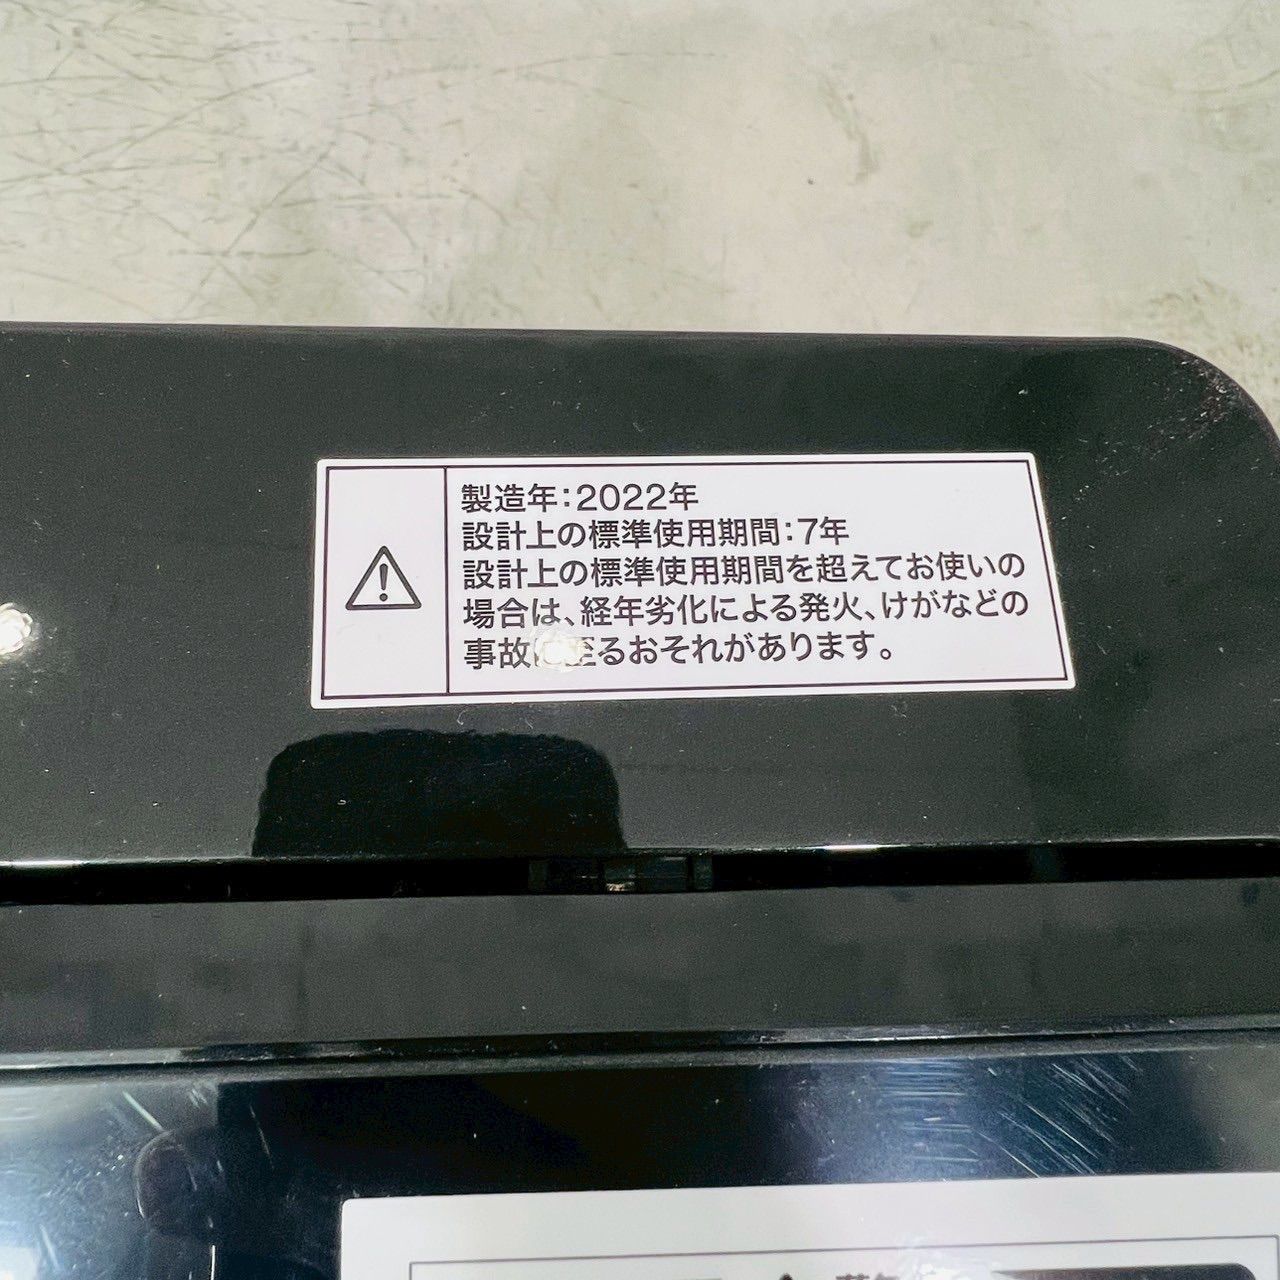 製造年:2022年
設計上の標準使用期間:7年
設計上の標準使用期間を超えてお使いの
場合は、経年劣化による発火、けがなどの
事故に至るおそれがあります。